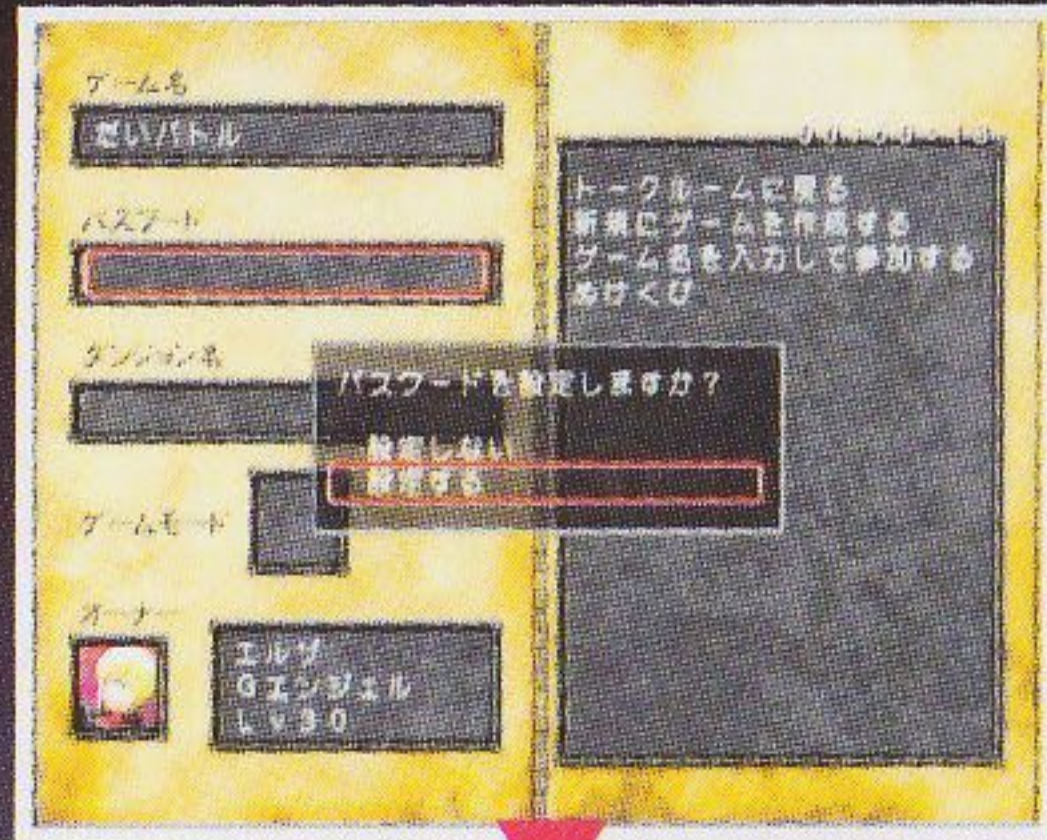 ゲーム名
だいバトル
パスワード
ダンジョン名
ゲームモード
オーナー
エルザ
Gエンジェル
Lv30
トークルームに戻る
新規にゲームを作成する
ゲーム名を入力して参加する
ぬけくび
パスワードを設定しますか？
設定しない
設定する